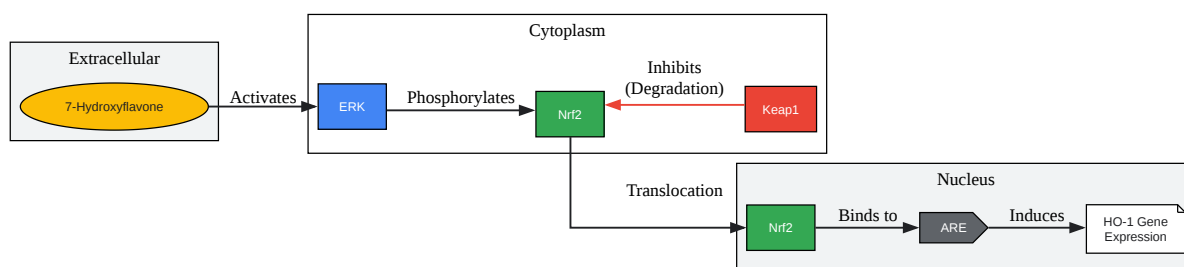 Extracellular
7-Hydroxyflavone
Activates
Cytoplasm
ERK
Phosphorylates
Nrf2
Inhibits
(Degradation)
Keap1
Translocation
Nucleus
Nrf2
Binds to
ARE
Induces
HO-1 Gene
Expression